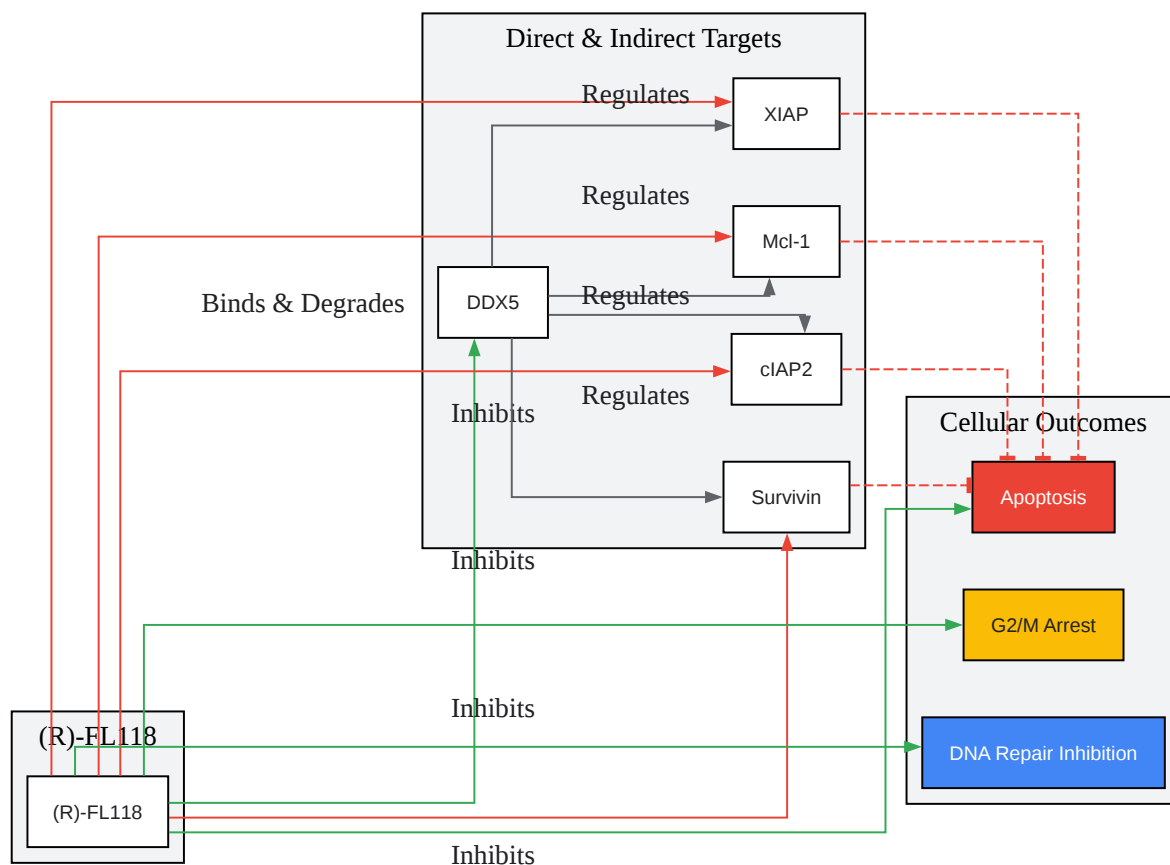 Direct & Indirect Targets
Regulates
XIAP
Regulates
Mcl-1
Binds & Degrades
DDX5
Regulates
cIAP2
Regulates
Inhibits
Cellular Outcomes
Survivin
Apoptosis
Inhibits
G2/M Arrest
Inhibits
(R)-FL118
DNA Repair Inhibition
(R)-FL118
Inhibits